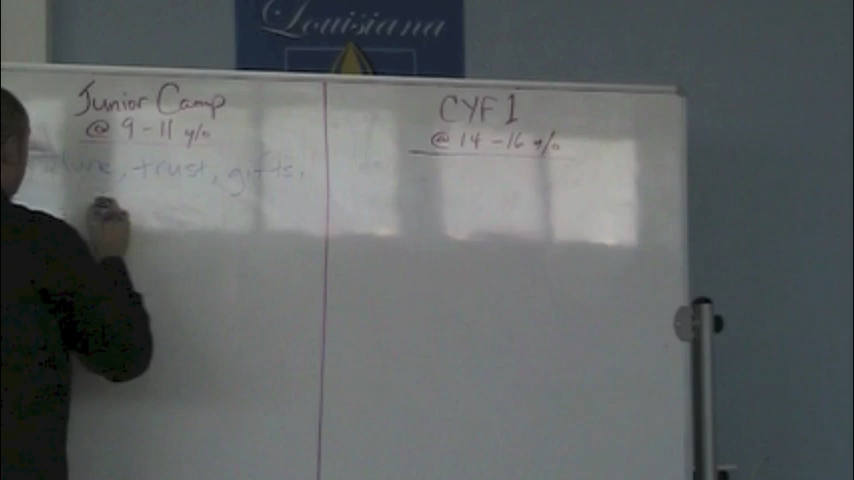 Louisiana
Junior Camp
@ 9-11 y/o
, trust, gifts,
CYF 1
@ 14-16 y/o